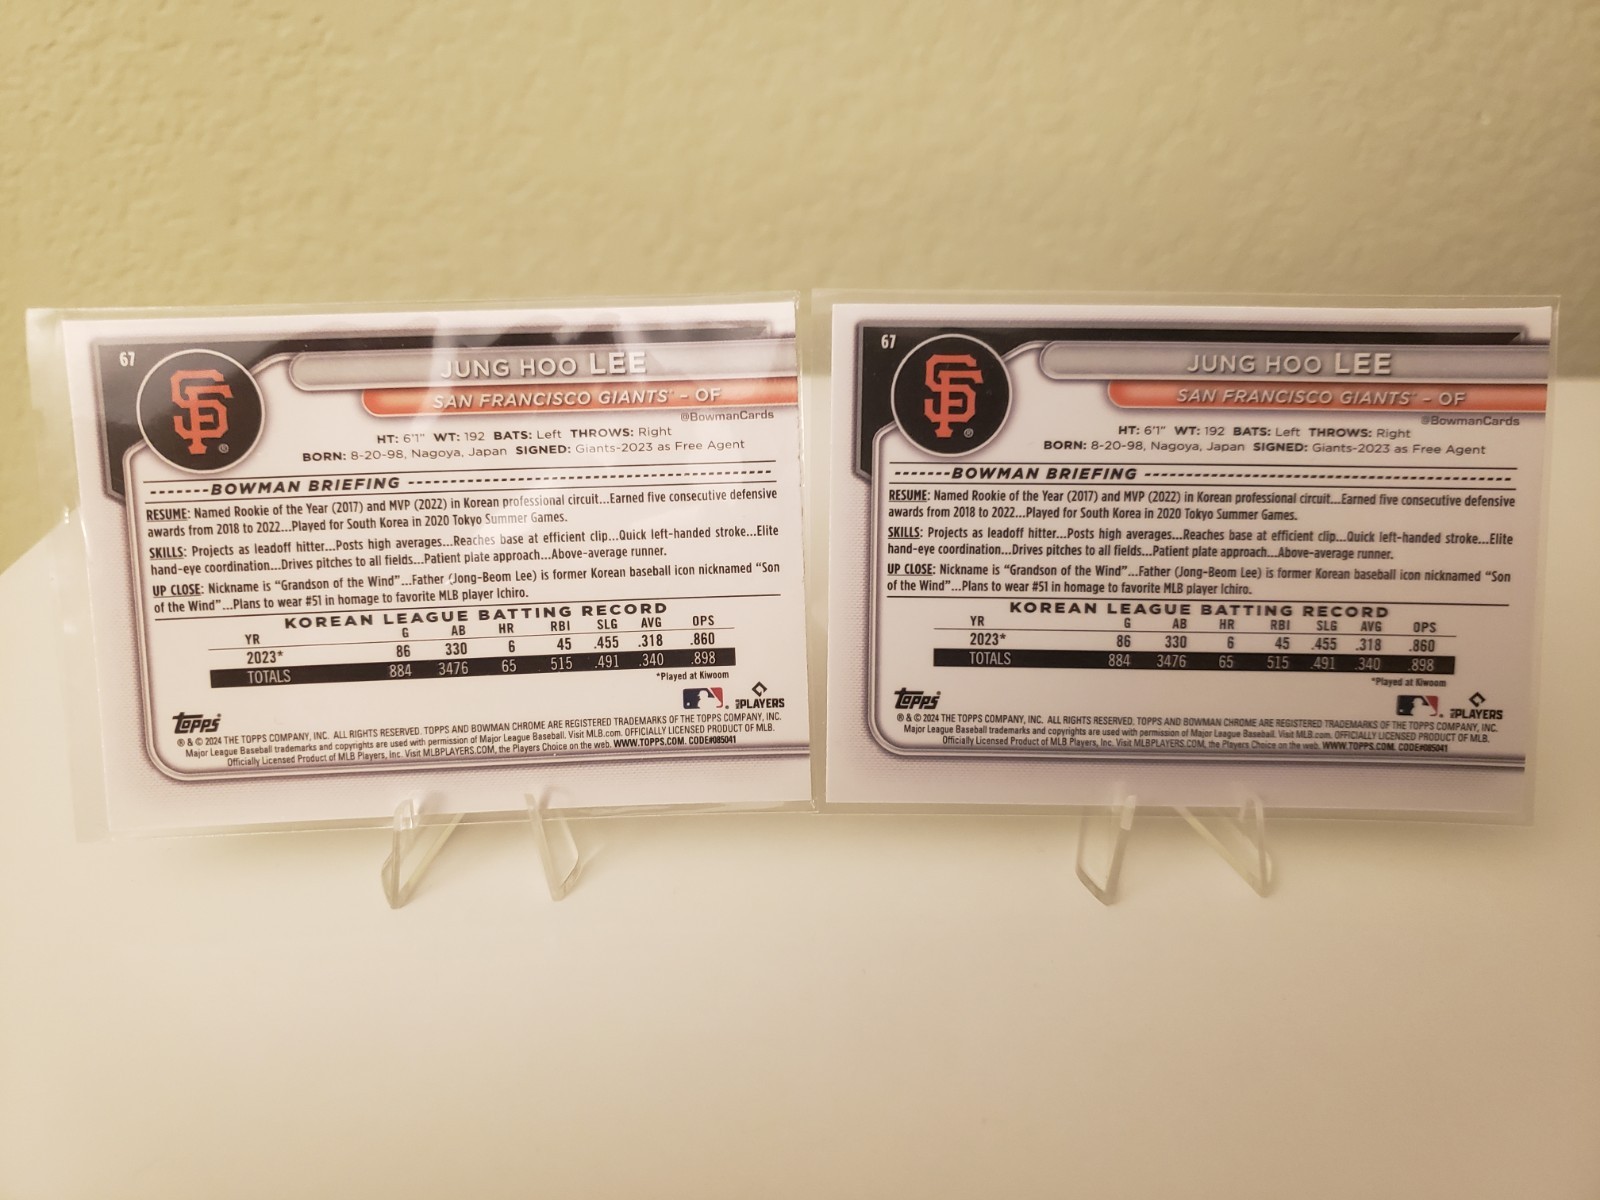 67
SF
®
JUNG HOO LEE
SAN FRANCISCO GIANTS™ – OF
@BowmanCards
HT: 6'1" WT: 192 BATS: Left THROWS: Right
BORN: 8-20-98, Nagoya, Japan SIGNED: Giants-2023 as Free Agent
BOWMAN BRIEFING
RESUME: Named Rookie of the Year (2017) and MVP (2022) in Korean professional circuit...Earned five consecutive defensive
awards from 2018 to 2022...Played for South Korea in 2020 Tokyo Summer Games.
SKILLS: Projects as leadoff hitter...Posts high averages...Reaches base at efficient clip...Quick left-handed stroke...Elite
hand-eye coordination...Drives pitches to all fields...Patient plate approach...Above-average runner.
UP CLOSE: Nickname is “Grandson of the Wind”...Father (Jong-Beom Lee) is former Korean baseball icon nicknamed “Son
of the Wind”...Plans to wear #51 in homage to favorite MLB player Ichiro.
KOREAN LEAGUE BATTING RECORD
YR G AB HR RBI SLG AVG OPS
2023* 86 330 6 45 .455 .318 .860
TOTALS 884 3476 65 515 .491 .340 .898
*Played at Kiwoom
topps
PLAYERS
® & © 2024 THE TOPPS COMPANY, INC. ALL RIGHTS RESERVED. TOPPS AND BOWMAN CHROME ARE REGISTERED TRADEMARKS OF THE TOPPS COMPANY, INC.
Major League Baseball trademarks and copyrights are used with permission of Major League Baseball. Visit MLB.com. OFFICIALLY LICENSED PRODUCT OF MLB.
Officially Licensed Product of MLB Players, Inc. Visit MLBPLAYERS.COM, the Players Choice on the web. WWW.TOPPS.COM. CODE#085041
67
SF
®
JUNG HOO LEE
SAN FRANCISCO GIANTS™ – OF
@BowmanCards
HT: 6'1" WT: 192 BATS: Left THROWS: Right
BORN: 8-20-98, Nagoya, Japan SIGNED: Giants-2023 as Free Agent
BOWMAN BRIEFING
RESUME: Named Rookie of the Year (2017) and MVP (2022) in Korean professional circuit...Earned five consecutive defensive
awards from 2018 to 2022...Played for South Korea in 2020 Tokyo Summer Games.
SKILLS: Projects as leadoff hitter...Posts high averages...Reaches base at efficient clip...Quick left-handed stroke...Elite
hand-eye coordination...Drives pitches to all fields...Patient plate approach...Above-average runner.
UP CLOSE: Nickname is “Grandson of the Wind”...Father (Jong-Beom Lee) is former Korean baseball icon nicknamed “Son
of the Wind”...Plans to wear #51 in homage to favorite MLB player Ichiro.
KOREAN LEAGUE BATTING RECORD
YR G AB HR RBI SLG AVG OPS
2023* 86 330 6 45 .455 .318 .860
TOTALS 884 3476 65 515 .491 .340 .898
*Played at Kiwoom
topps
PLAYERS
® & © 2024 THE TOPPS COMPANY, INC. ALL RIGHTS RESERVED. TOPPS AND BOWMAN CHROME ARE REGISTERED TRADEMARKS OF THE TOPPS COMPANY, INC.
Major League Baseball trademarks and copyrights are used with permission of Major League Baseball. Visit MLB.com. OFFICIALLY LICENSED PRODUCT OF MLB.
Officially Licensed Product of MLB Players, Inc. Visit MLBPLAYERS.COM, the Players Choice on the web. WWW.TOPPS.COM. CODE#085041